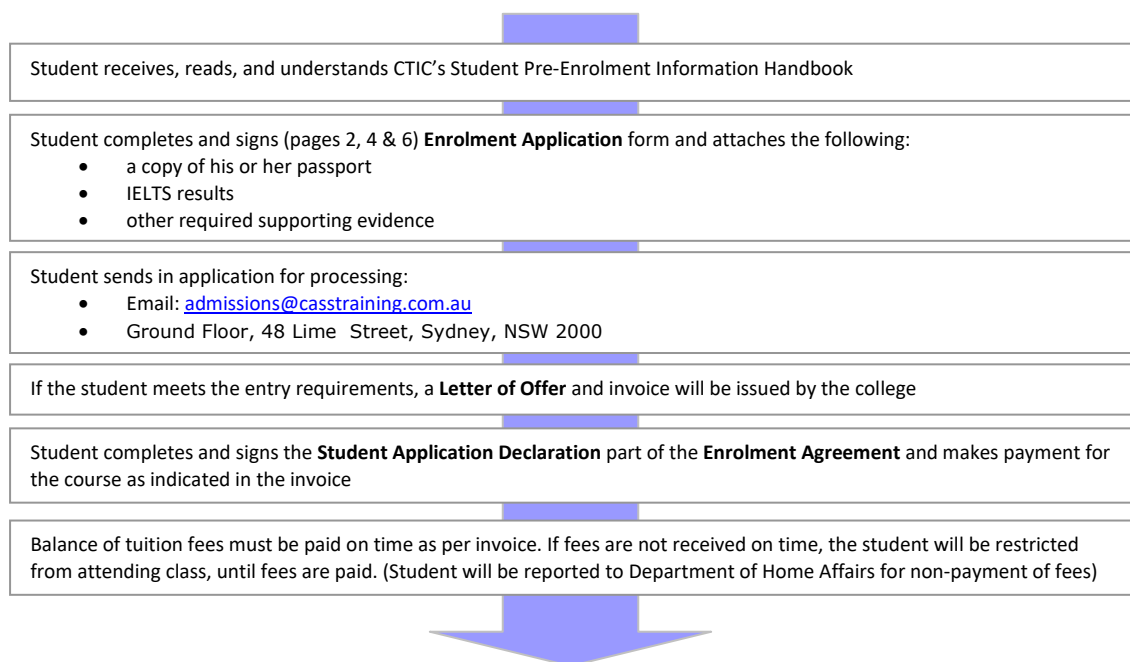 Student receives, reads, and understands CTIC’s Student Pre-Enrolment Information Handbook
Student completes and signs (pages 2, 4 & 6) Enrolment Application form and attaches the following:
• a copy of his or her passport
• IELTS results
• other required supporting evidence
Student sends in application for processing:
• Email: admissions@casstraining.com.au
• Ground Floor, 48 Lime Street, Sydney, NSW 2000
If the student meets the entry requirements, a Letter of Offer and invoice will be issued by the college
Student completes and signs the Student Application Declaration part of the Enrolment Agreement and makes payment for
the course as indicated in the invoice
Balance of tuition fees must be paid on time as per invoice. If fees are not received on time, the student will be restricted
from attending class, until fees are paid. (Student will be reported to Department of Home Affairs for non-payment of fees)